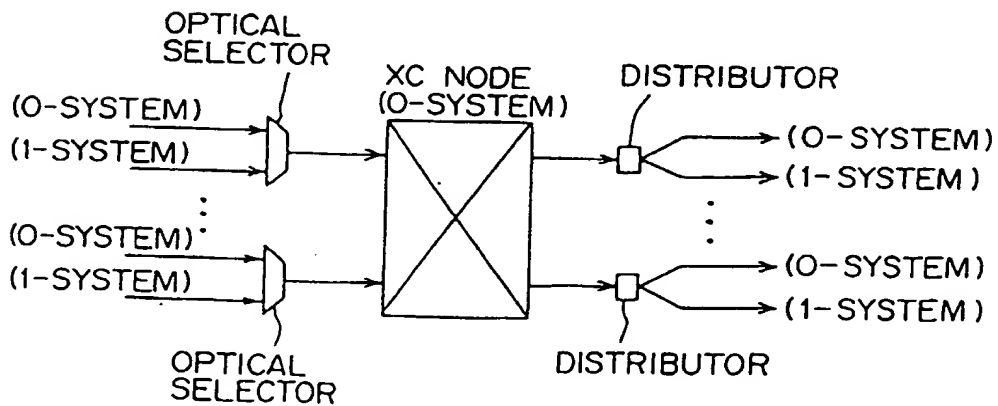 OPTICAL
SELECTOR
XC NODE
(0-SYSTEM)
DISTRIBUTOR
(0-SYSTEM)
(1-SYSTEM)
(0-SYSTEM)
(1-SYSTEM)
(0-SYSTEM)
(1-SYSTEM)
(0-SYSTEM)
(1-SYSTEM)
OPTICAL
SELECTOR
DISTRIBUTOR